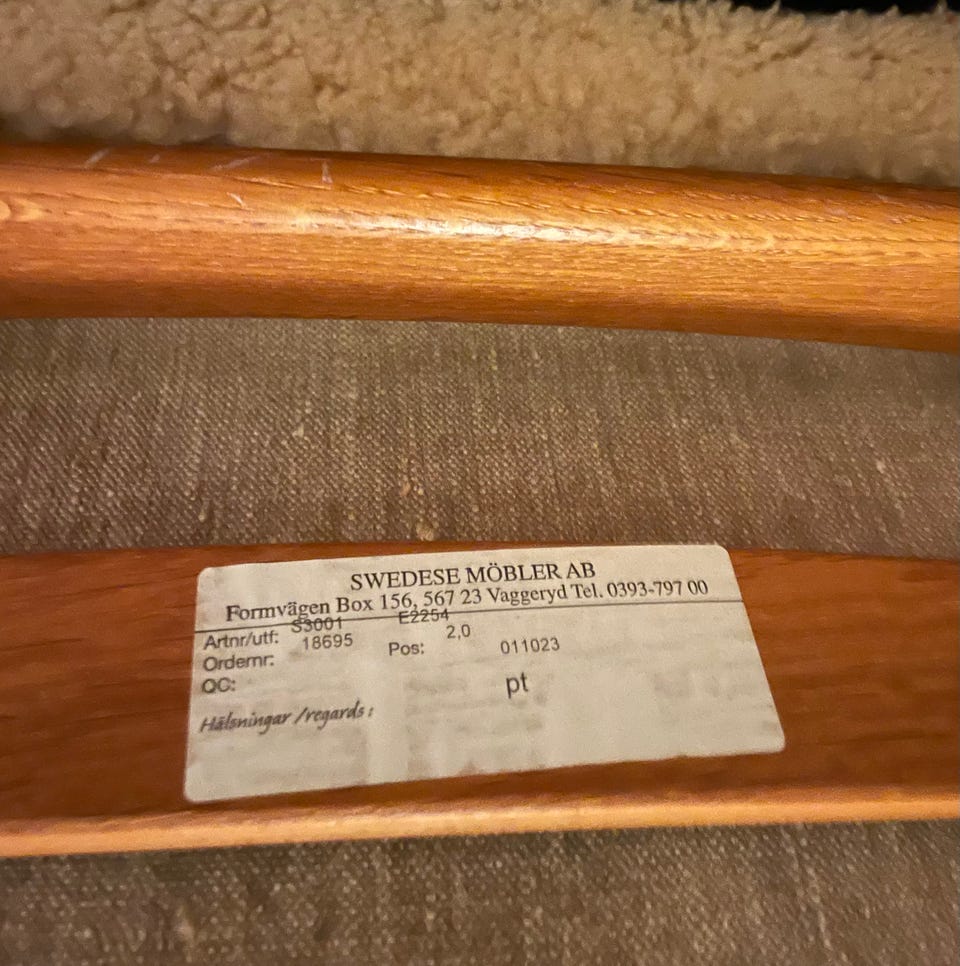 SWEDESE MÖBLER AB
Formvägen Box 156, 567 23 Vaggeryd Tel. 0393-797 00
Artnr/utf: S3001 E2254
Ordernr: 18695 Pos: 2,0 011023
QC: pt
Hälsningar /regards: